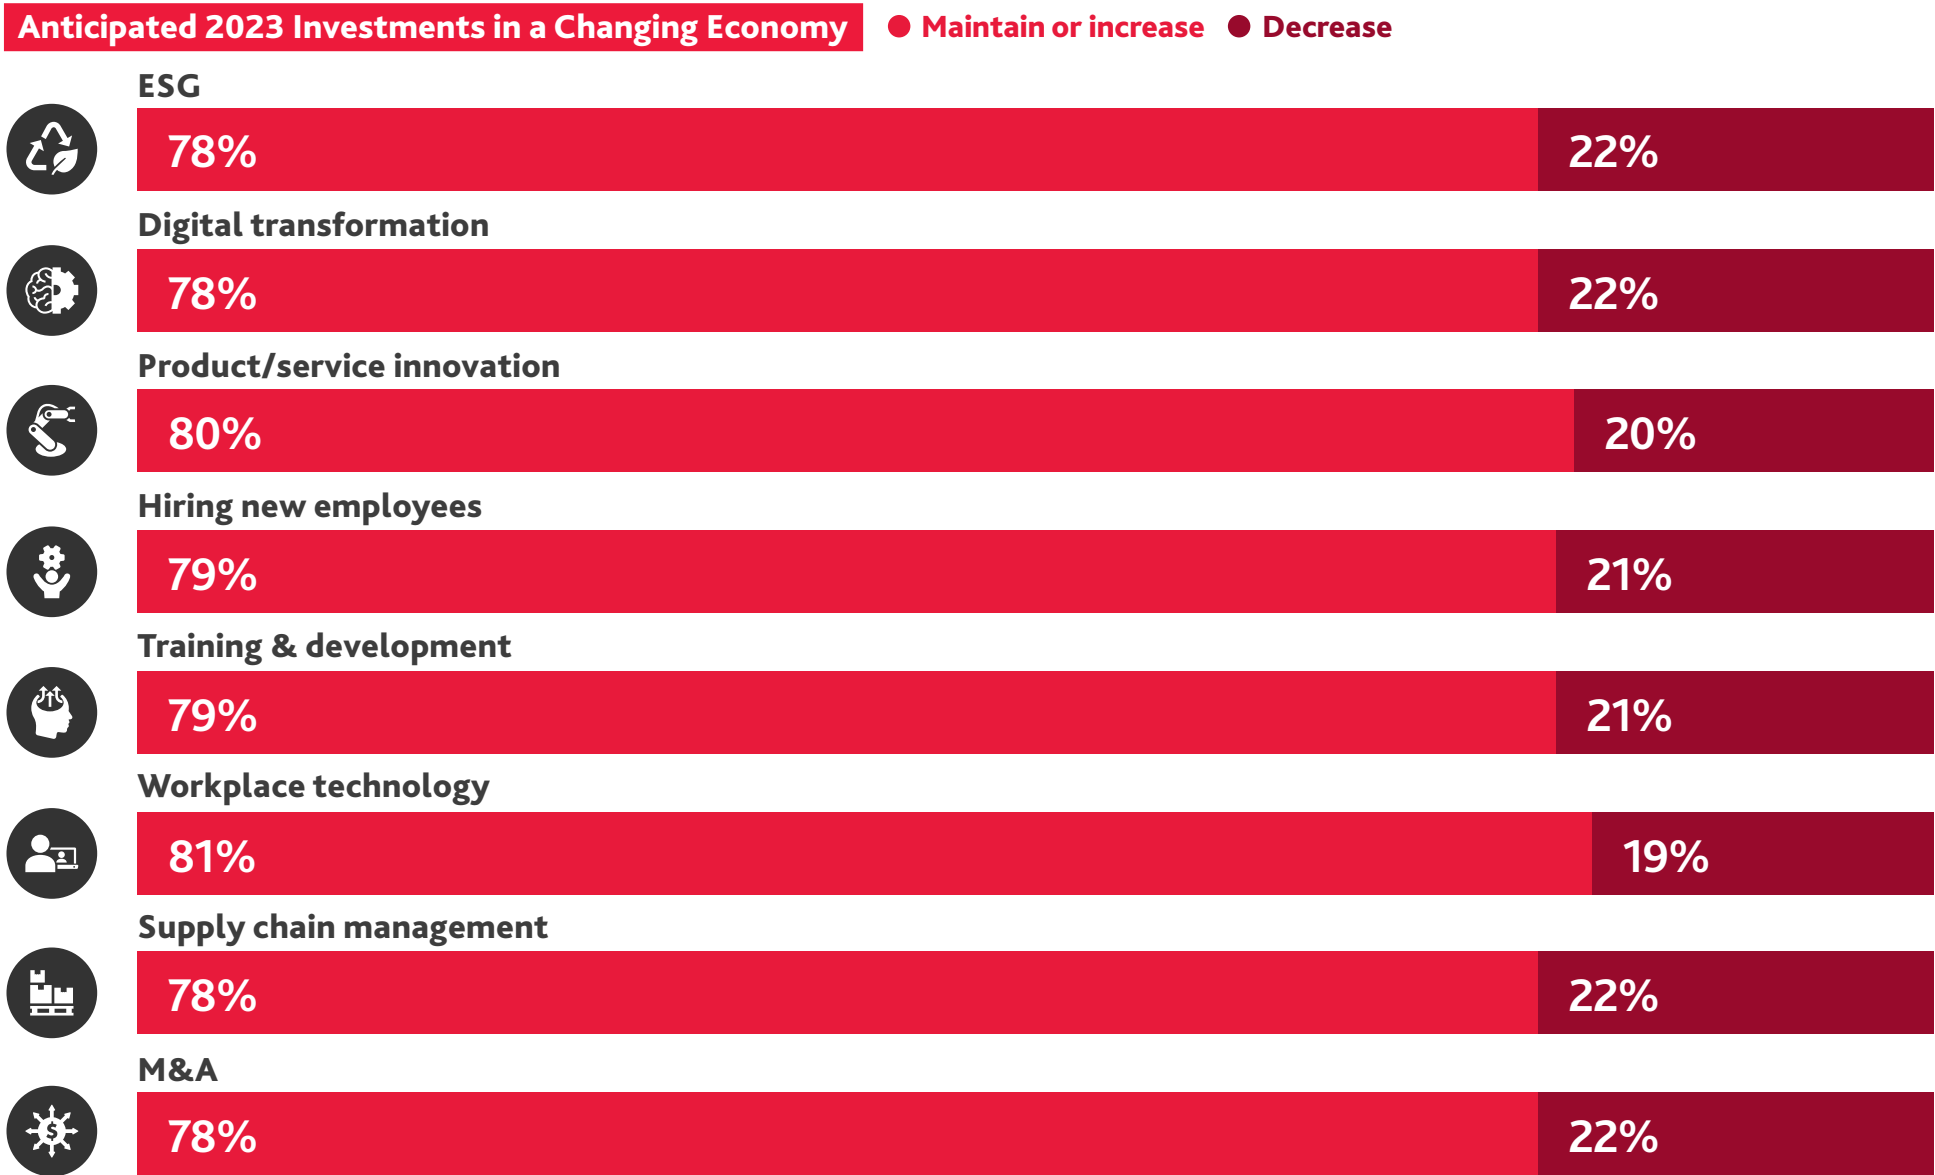 Anticipated 2023 Investments in a Changing Economy Maintain or increase Decrease
ESG
78% 22%
Digital transformation
78% 22%
Product/service innovation
80% 20%
Hiring new employees
79% 21%
Training & development
79% 21%
Workplace technology
81% 19%
Supply chain management
78% 22%
M&A
$
78% 22%